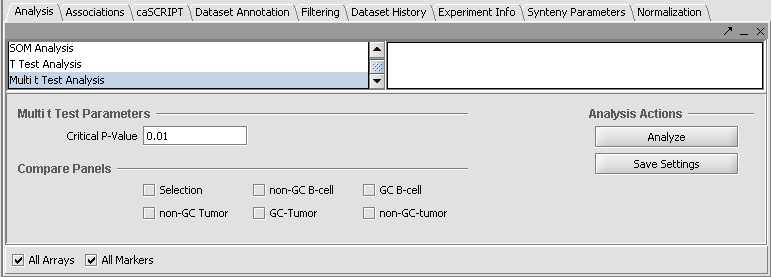 Analysis Associations caSCRIPT Dataset Annotation Filtering Dataset History Experiment Info Synteny Parameters Normalization
SOM Analysis
T Test Analysis
Multi t Test Analysis
Multi t Test Parameters Analysis Actions
Critical P-Value 0.01 Analyze
Save Settings
Compare Panels
Selection non-GC B-cell GC B-cell
non-GC Tumor GC-Tumor non-GC-tumor
All Arrays All Markers